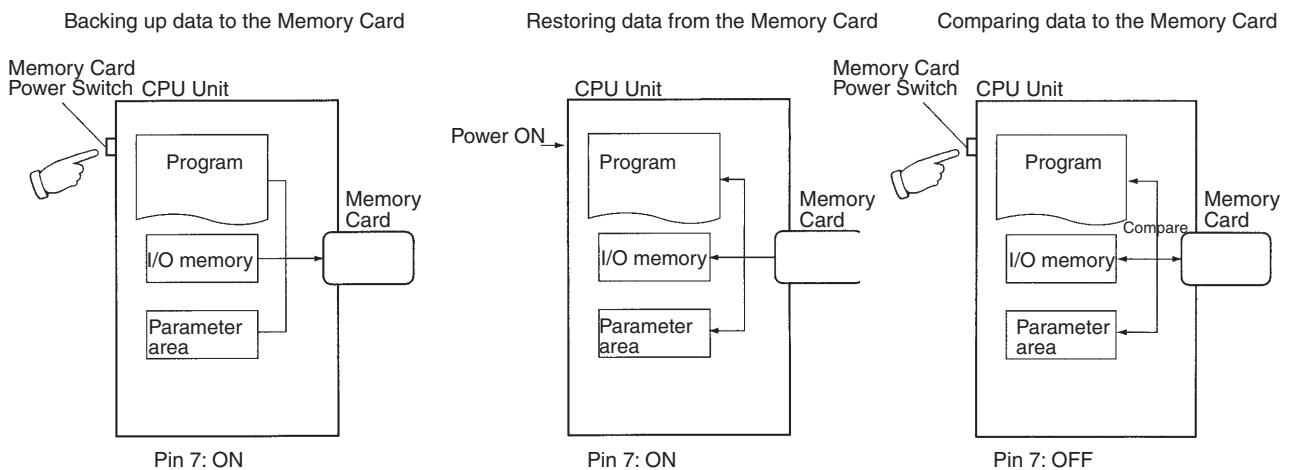 Backing up data to the Memory Card
Memory Card
Power Switch
CPU Unit
Program
Memory
Card
I/O memory
Parameter
area
Pin 7: ON
Restoring data from the Memory Card
CPU Unit
Power ON
Program
Memory
Card
I/O memory
Parameter
area
Pin 7: ON
Comparing data to the Memory Card
Memory Card
Power Switch
CPU Unit
Program
Memory
Card
Compare
I/O memory
Parameter
area
Pin 7: OFF